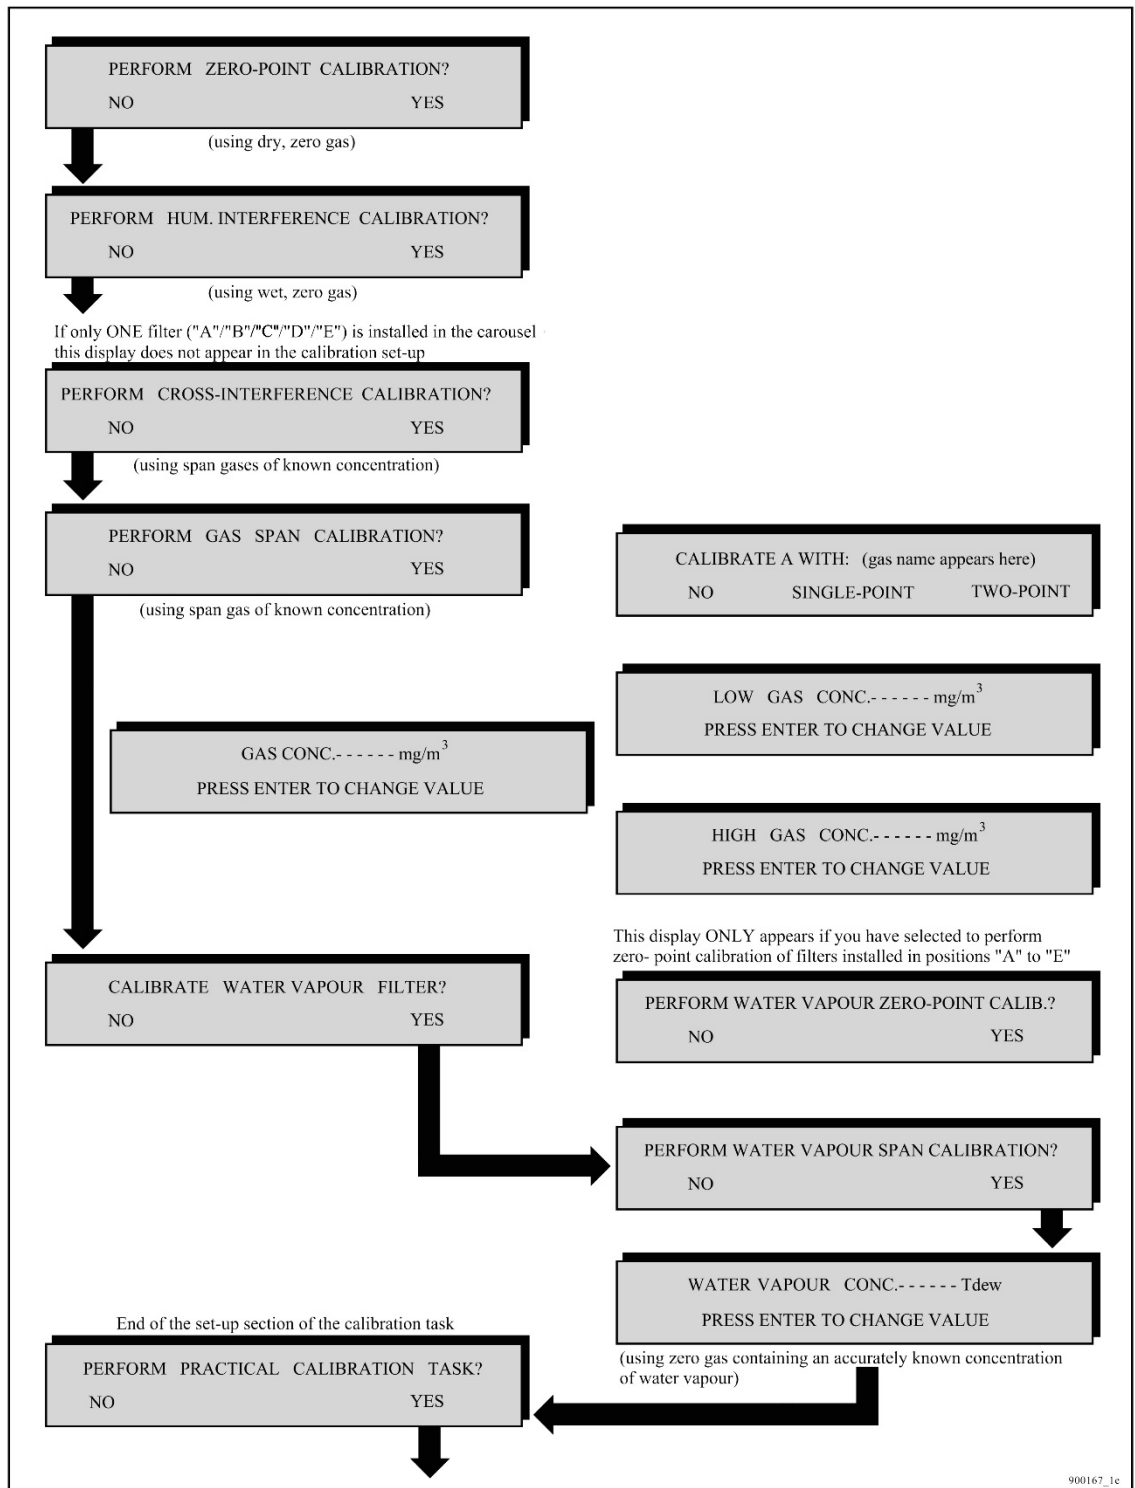 PERFORM ZERO-POINT CALIBRATION?
NO YES
(using dry, zero gas)
PERFORM HUM. INTERFERENCE CALIBRATION?
NO YES
(using wet, zero gas)
If only ONE filter ("A"/"B"/"C"/"D"/"E") is installed in the carousel
this display does not appear in the calibration set-up
PERFORM CROSS-INTERFERENCE CALIBRATION?
NO YES
(using span gases of known concentration)
PERFORM GAS SPAN CALIBRATION?
NO YES
(using span gas of known concentration)
CALIBRATE A WITH: (gas name appears here)
NO SINGLE-POINT TWO-POINT
LOW GAS CONC.- - - - - - mg/m³
PRESS ENTER TO CHANGE VALUE
GAS CONC.- - - - - - mg/m³
PRESS ENTER TO CHANGE VALUE
HIGH GAS CONC.- - - - - - mg/m³
PRESS ENTER TO CHANGE VALUE
CALIBRATE WATER VAPOUR FILTER?
NO YES
This display ONLY appears if you have selected to perform
zero- point calibration of filters installed in positions "A" to "E"
PERFORM WATER VAPOUR ZERO-POINT CALIB.?
NO YES
PERFORM WATER VAPOUR SPAN CALIBRATION?
NO YES
WATER VAPOUR CONC.- - - - - - Tdew
PRESS ENTER TO CHANGE VALUE
(using zero gas containing an accurately known concentration
of water vapour)
End of the set-up section of the calibration task
PERFORM PRACTICAL CALIBRATION TASK?
NO YES
900167_1e